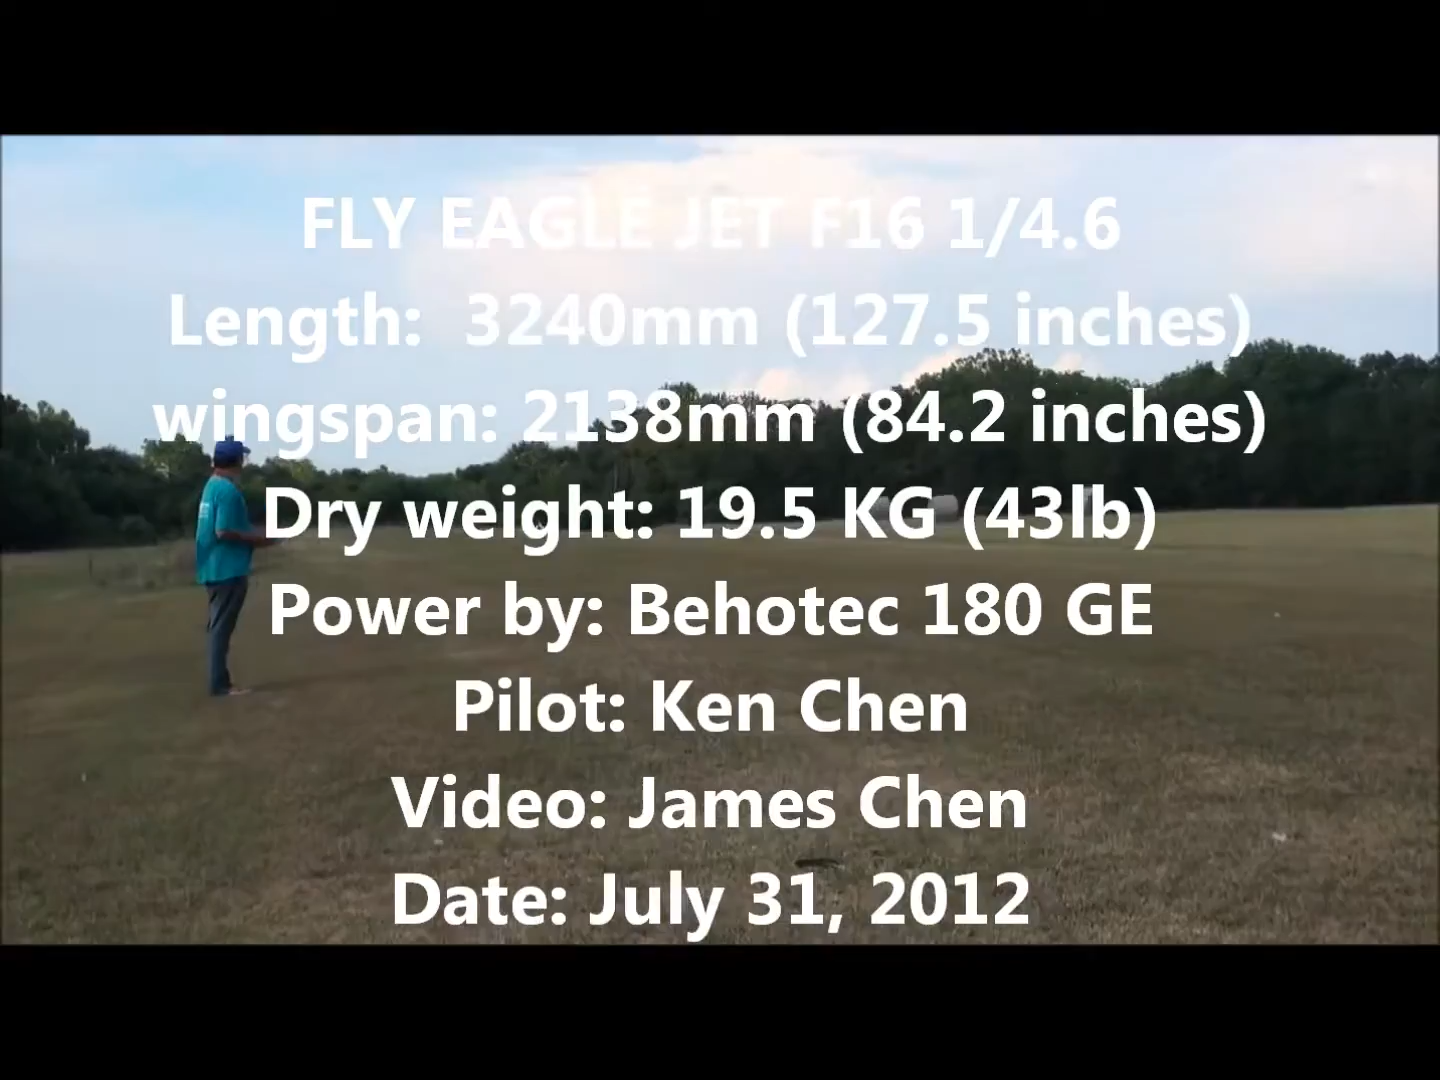 FLY EAGLE JET F16 1/4.6
Length:  3240mm (127.5 inches)
wingspan: 2138mm (84.2 inches)
Dry weight: 19.5 KG (43lb)
Power by: Behotec 180 GE
Pilot: Ken Chen
Video: James Chen
Date: July 31, 2012